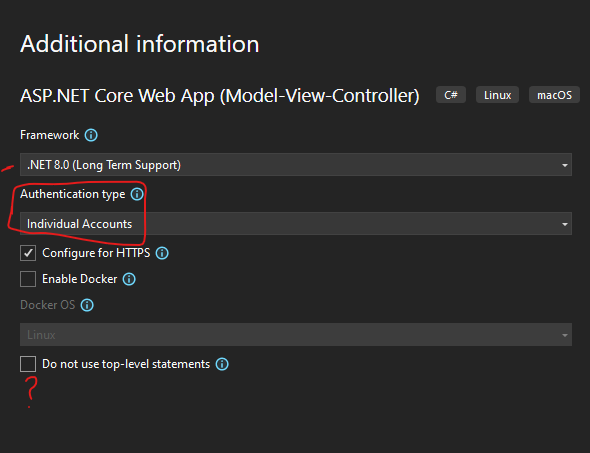 Additional information
ASP.NET Core Web App (Model-View-Controller) C# Linux macOS
Framework
.NET 8.0 (Long Term Support)
Authentication type
Individual Accounts
Configure for HTTPS
Enable Docker
Docker OS
Linux
Do not use top-level statements
?